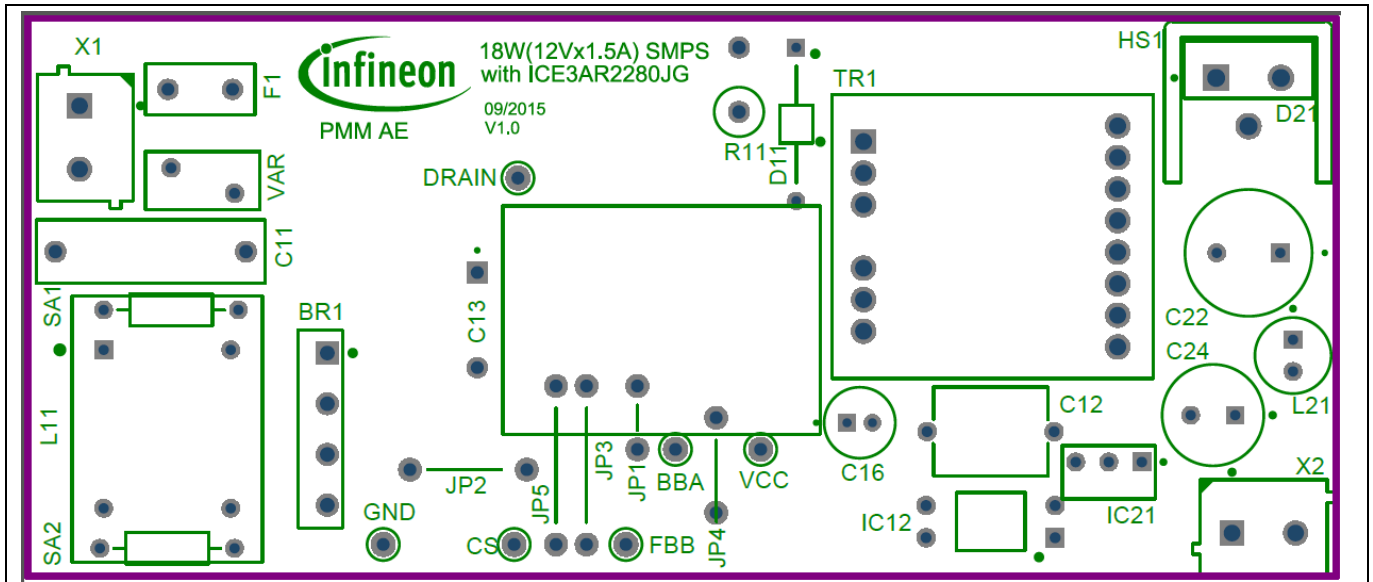 X1
F1
infineon
18W(12Vx1.5A) SMPS
with ICE3AR2280JG
09/2015
V1.0
PMM AE
HS1
TR1
D21
R11
D11
VAR
DRAIN
C11
SA1
BR1
C13
C22
C24
L21
L11
C12
JP3
JP1
BBA
VCC
C16
X2
JP2
JP5
GND
IC12
IC21
SA2
CS
FBB
JP4